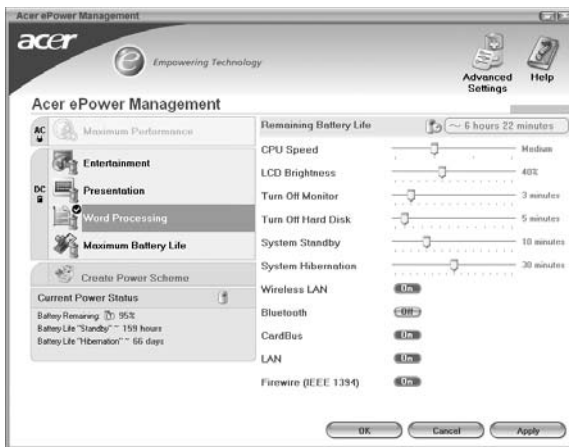 Acer ePower Management
acer
Empowering Technology
Advanced Settings
Help
Acer ePower Management
AC
Maximum Performance
DC
Entertainment
Presentation
Word Processing
Maximum Battery Life
Create Power Scheme
Current Power Status
Battery Remaining: 95%
Battery Life "Standby" ~ 159 hours
Battery Life "Hibernation" ~ 66 days
Remaining Battery Life ~ 6 hours 22 minutes
CPU Speed Medium
LCD Brightness 40%
Turn Off Monitor 3 minutes
Turn Off Hard Disk 5 minutes
System Standby 10 minutes
System Hibernation 30 minutes
Wireless LAN On
Bluetooth Off
CardBus On
LAN On
Firewire (IEEE 1394) On
OK Cancel Apply